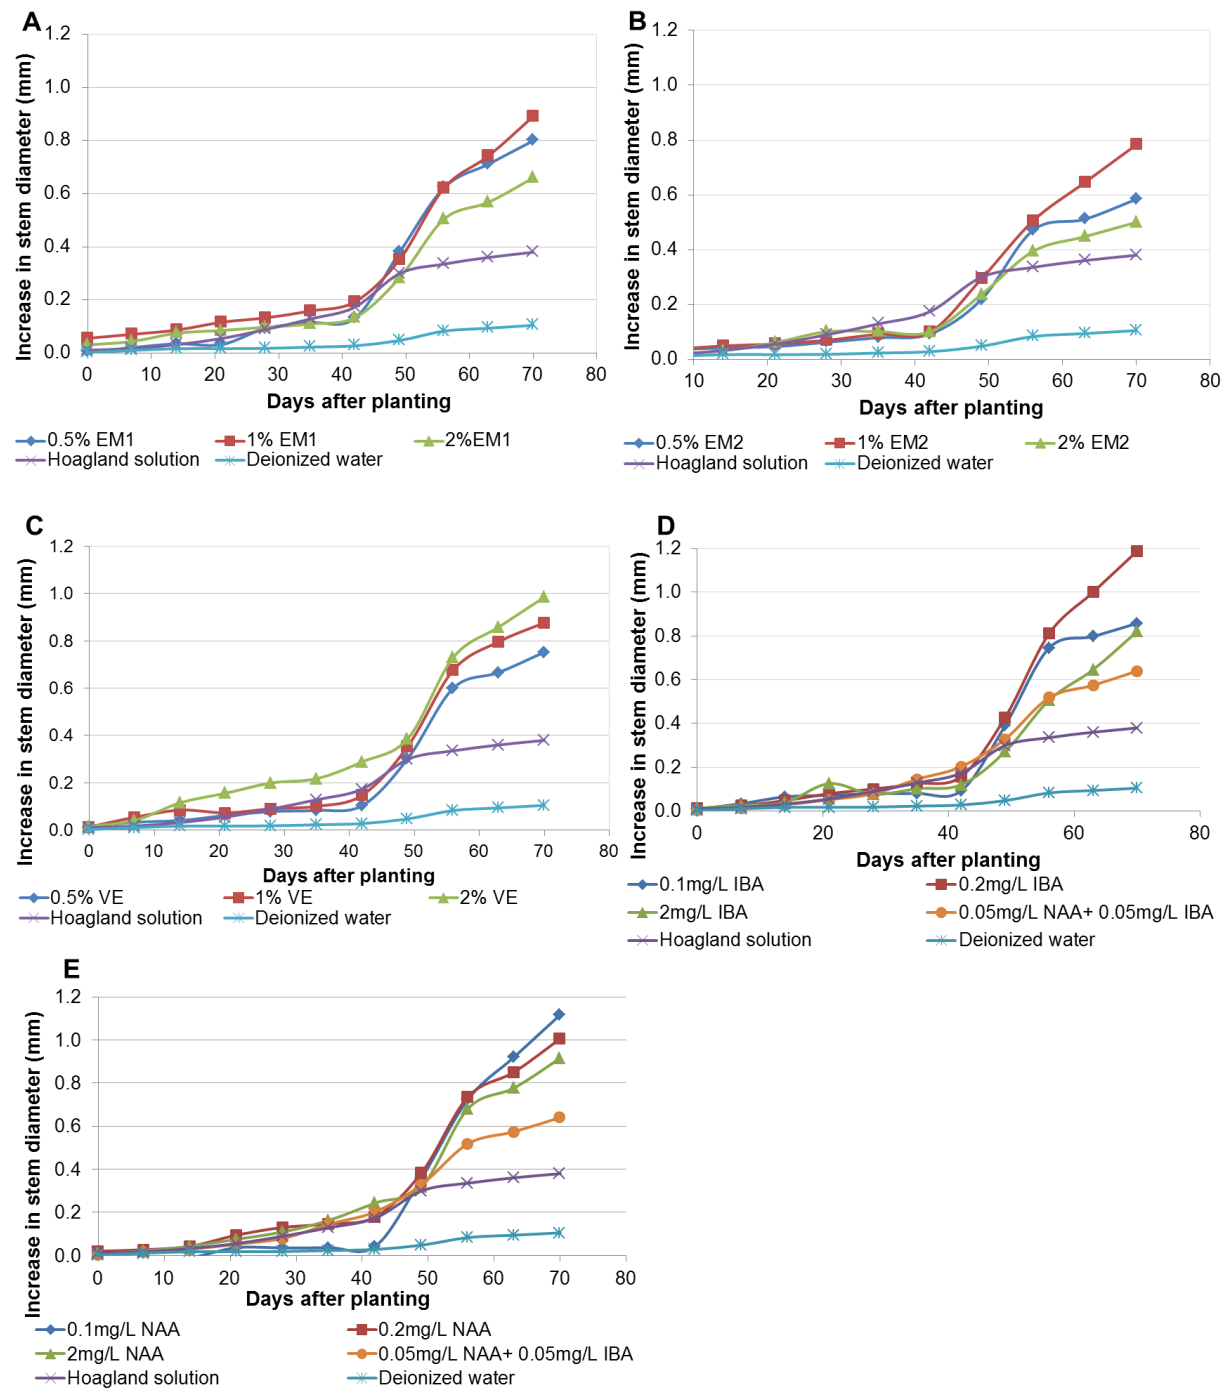 A
Increase in stem diameter (mm)
1.2
1.0
0.8
0.6
0.4
0.2
0.0
0 10 20 30 40 50 60 70 80
Days after planting
0.5% EM1 1% EM1 2%EM1
Hoagland solution Deionized water
B
Increase in stem diameter (mm)
1.2
1.0
0.8
0.6
0.4
0.2
0.0
10 20 30 40 50 60 70 80
Days after planting
0.5% EM2 1% EM2 2% EM2
Hoagland solution Deionized water
C
Increase in stem diameter (mm)
1.2
1.0
0.8
0.6
0.4
0.2
0.0
0 10 20 30 40 50 60 70 80
Days after planting
0.5% VE 1% VE 2% VE
Hoagland solution Deionized water
D
Increase in stem diameter (mm)
1.2
1.0
0.8
0.6
0.4
0.2
0.0
0 20 40 60 80
Days after planting
0.1mg/L IBA 0.2mg/L IBA
2mg/L IBA 0.05mg/L NAA+ 0.05mg/L IBA
Hoagland solution Deionized water
E
Increase in stem diameter (mm)
1.2
1.0
0.8
0.6
0.4
0.2
0.0
0 10 20 30 40 50 60 70 80
Days after planting
0.1mg/L NAA 0.2mg/L NAA
2mg/L NAA 0.05mg/L NAA+ 0.05mg/L IBA
Hoagland solution Deionized water